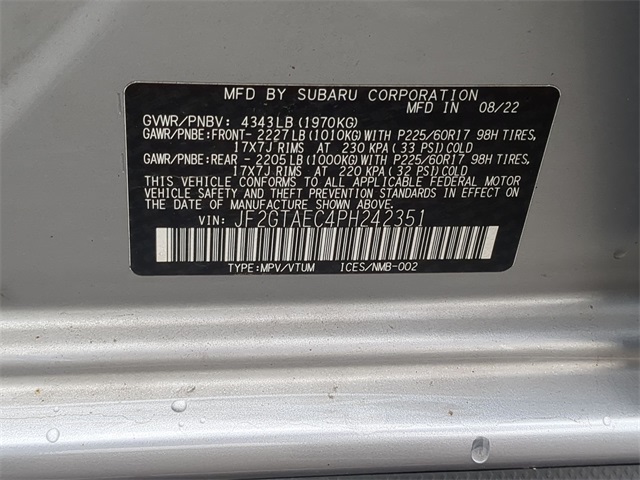 MFD BY SUBARU CORPORATION
MFD IN 08/22
GVWR/PNBV: 4343LB(1970KG)
GAWR/PNBE:FRONT- 2227LB(1010KG)WITH P225/60R17 98H TIRES,
17X7J RIMS AT 230 KPA(33 PSI)COLD
GAWR/PNBE:REAR - 2205LB(1000KG)WITH P225/60R17 98H TIRES,
17X7J RIMS AT 220 KPA(32 PSI)COLD
THIS VEHICLE CONFORMS TO ALL APPLICABLE FEDERAL MOTOR
VEHICLE SAFETY AND THEFT PREVENTION STANDARDS IN EFFECT ON
THE DATE OF MANUFACTURE SHOWN ABOVE.
VIN: JF2GTAEC4PH242351
TYPE:MPV/VTUM ICES/NMB-002